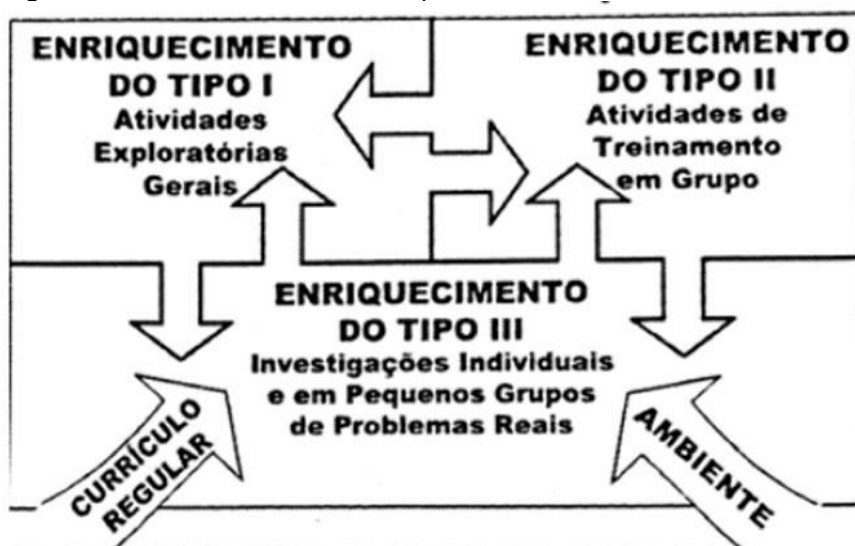 ENRIQUECIMENTO
DO TIPO I
Atividades
Exploratórias
Gerais
ENRIQUECIMENTO
DO TIPO II
Atividades de
Treinamento
em Grupo
ENRIQUECIMENTO
DO TIPO III
Investigações Individuais
e em Pequenos Grupos
de Problemas Reais
CURRÍCULO
REGULAR
AMBIENTE